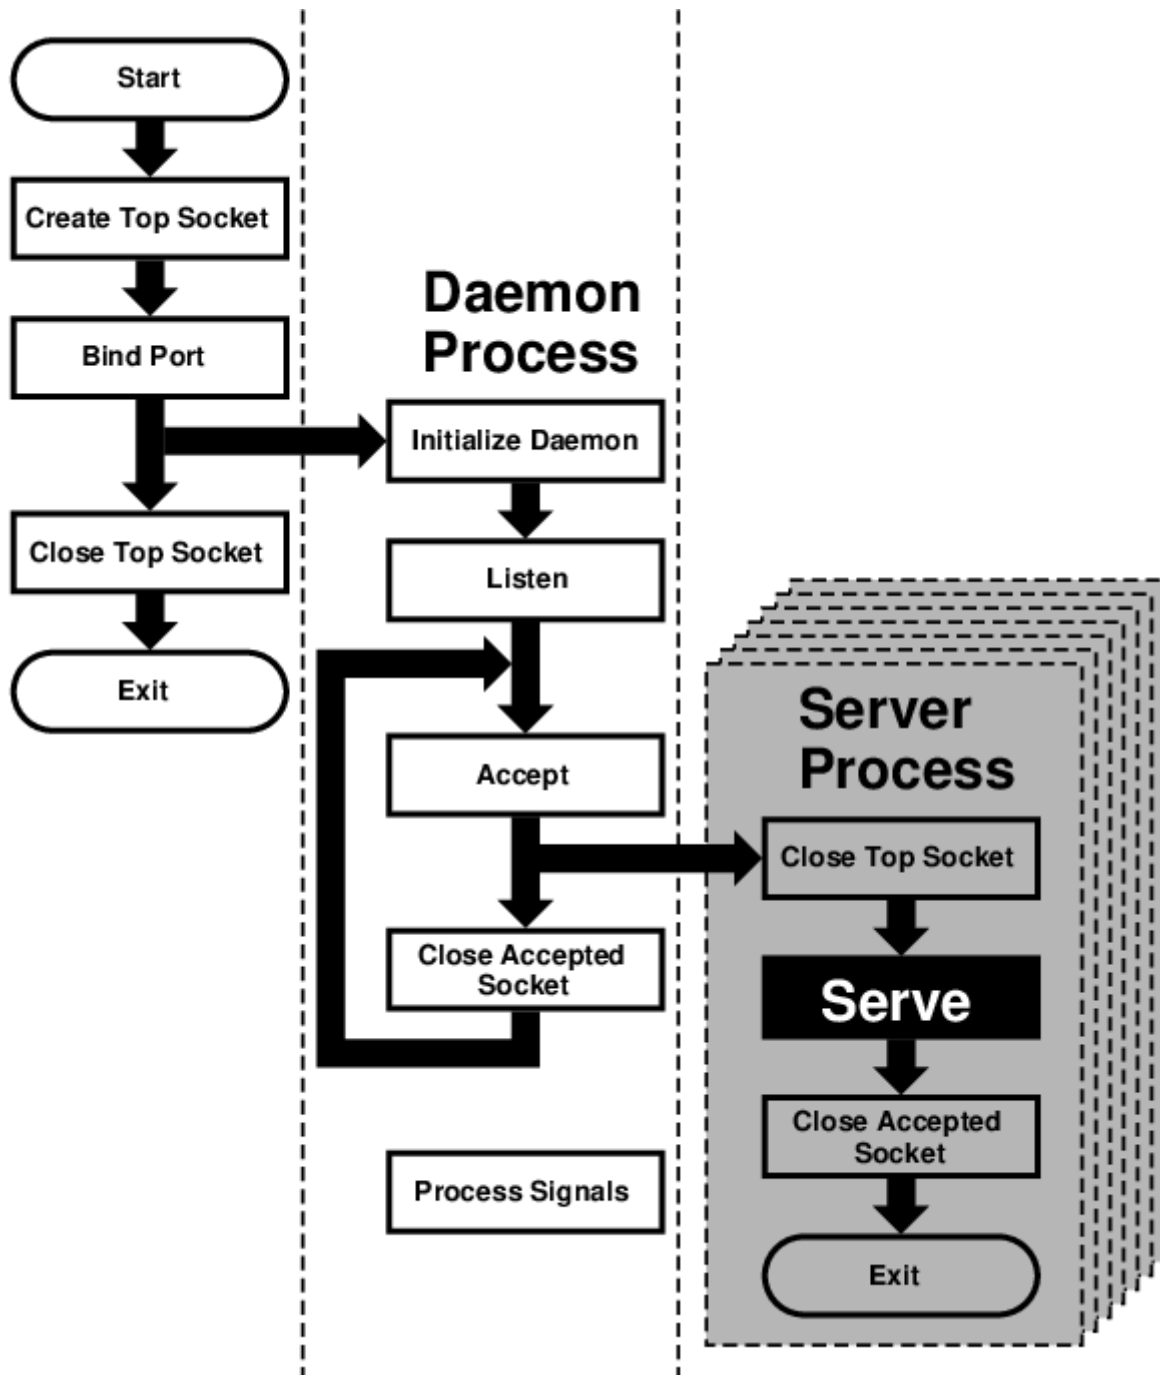 Start
Create Top Socket
Bind Port
Close Top Socket
Exit
Daemon
Process
Initialize Daemon
Listen
Accept
Close Accepted
Socket
Process Signals
Server
Process
Close Top Socket
Serve
Close Accepted
Socket
Exit